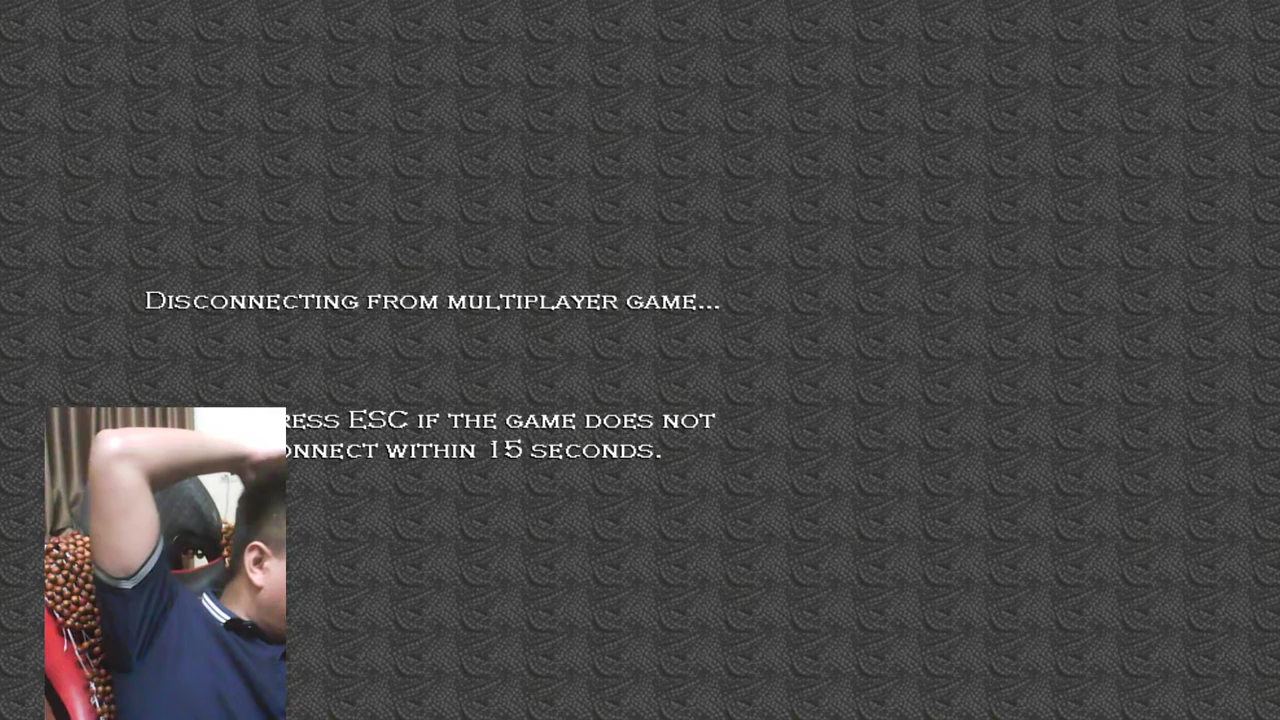 Disconnecting from multiplayer game...
ress ESC if the game does not
onnect within 15 seconds.